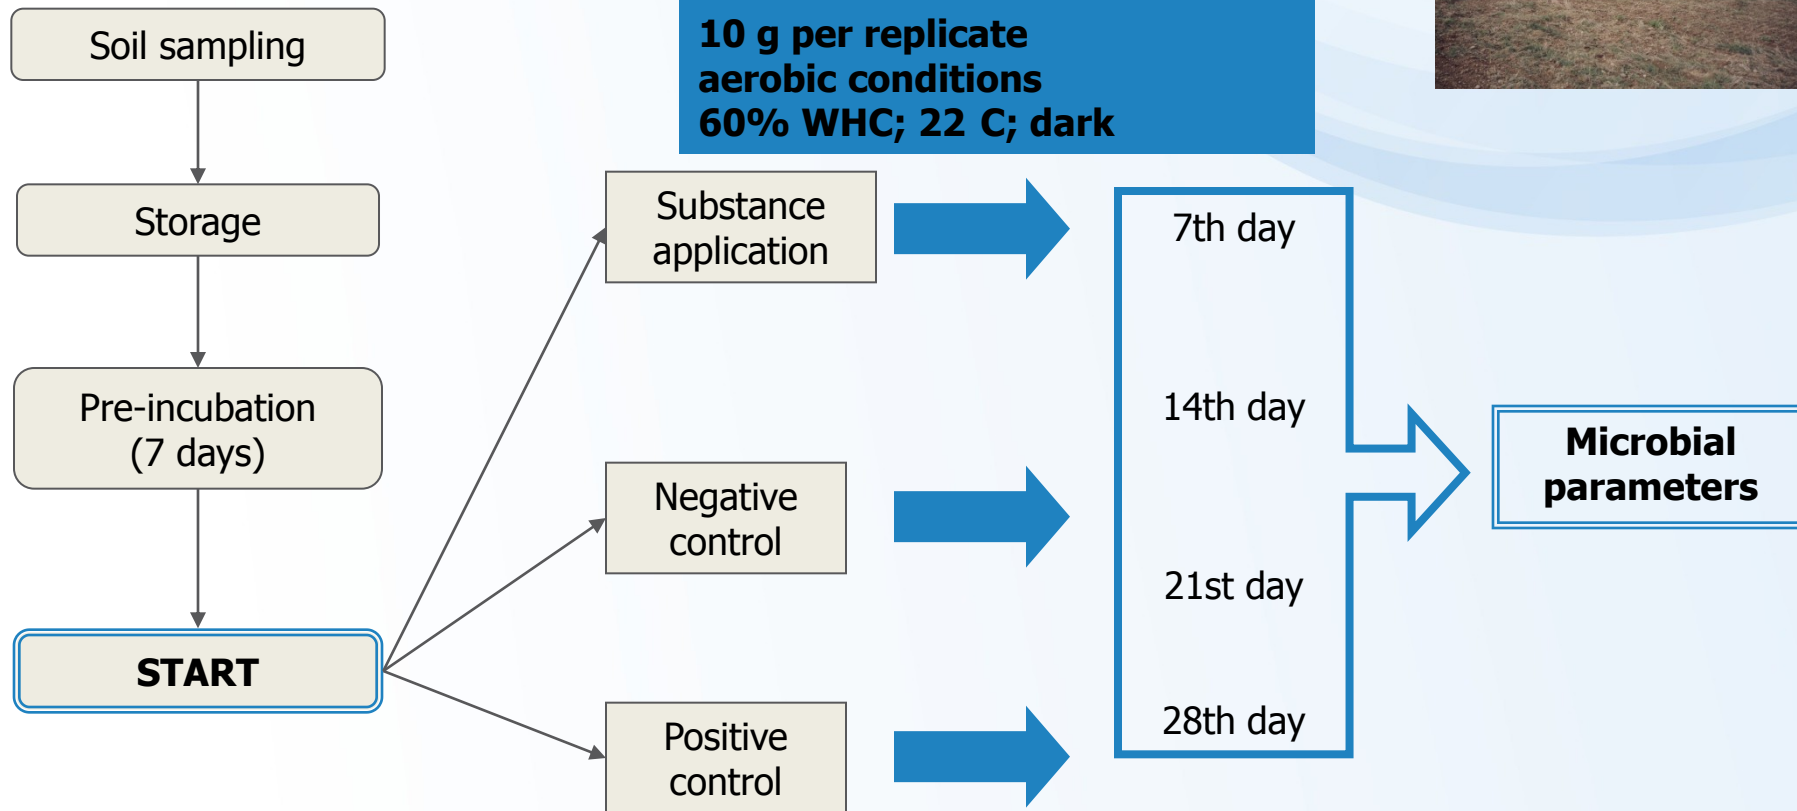 Soil sampling
Storage
Pre-incubation
(7 days)
START
10 g per replicate
aerobic conditions
60% WHC; 22 C; dark
Substance
application
Negative
control
Positive
control
7th day
14th day
21st day
28th day
Microbial
parameters